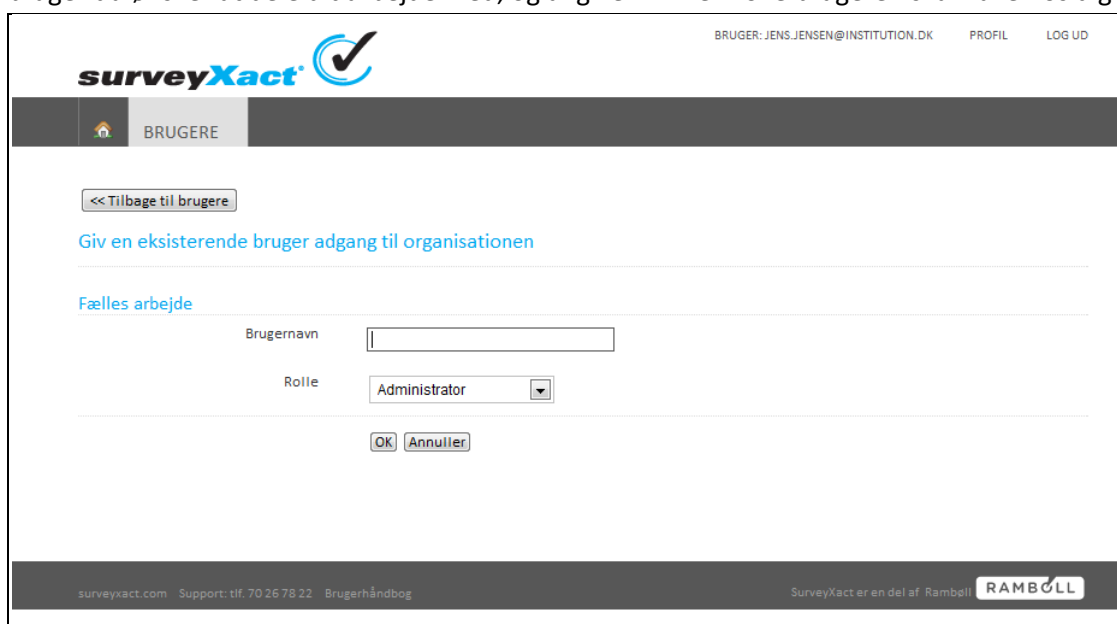 BRUGER: JENS.JENSEN@INSTITUTION.DK PROFIL LOG UD
surveyXact
BRUGERE
<< Tilbage til brugere
Giv en eksisterende bruger adgang til organisationen
Fælles arbejde
Brugernavn
Rolle Administrator
OK Annuller
surveyxact.com Support: tlf. 70 26 78 22 Brugerhåndbog SurveyXact er en del af Rambøll RAMBOLL